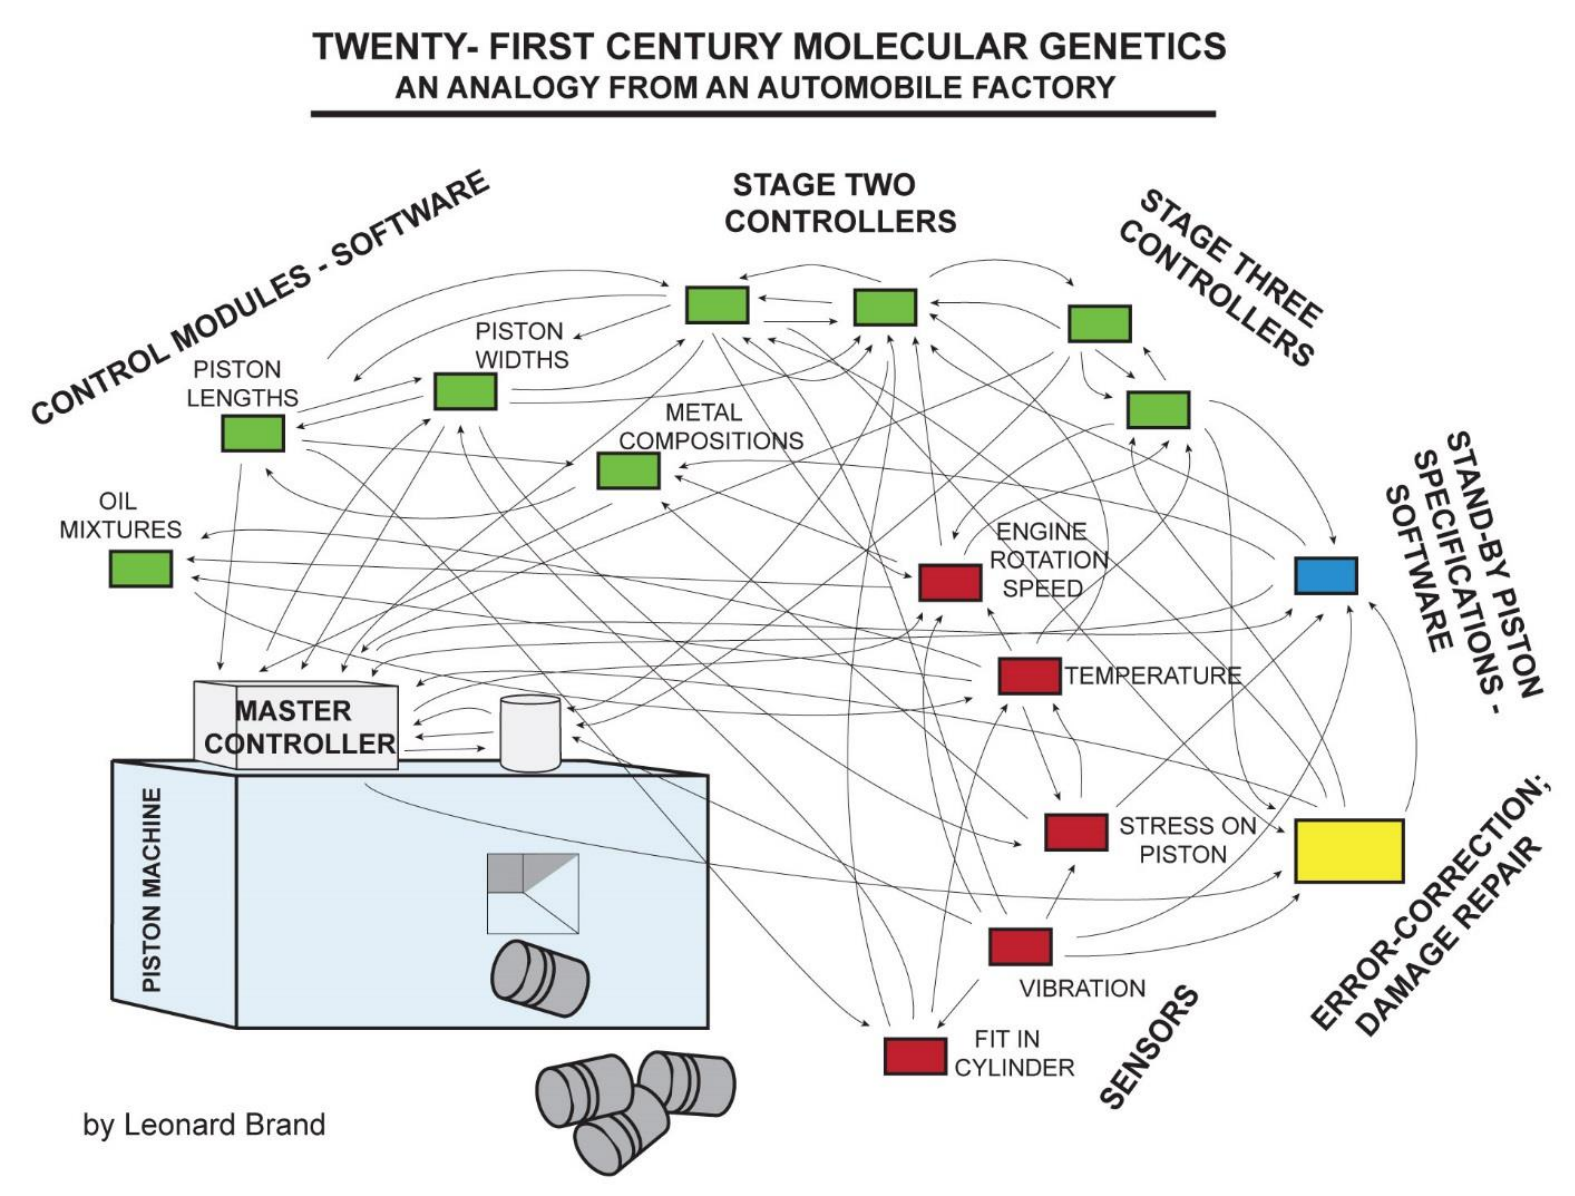 TWENTY- FIRST CENTURY MOLECULAR GENETICS
AN ANALOGY FROM AN AUTOMOBILE FACTORY
CONTROL MODULES - SOFTWARE
STAGE TWO
CONTROLLERS
STAGE THREE
CONTROLLERS
PISTON
WIDTHS
PISTON
LENGTHS
METAL
COMPOSITIONS
OIL
MIXTURES
ENGINE
ROTATION
SPEED
STAND-BY PISTON
SPECIFICATIONS -
SOFTWARE
TEMPERATURE
MASTER
CONTROLLER
PISTON MACHINE
STRESS ON
PISTON
ERROR-CORRECTION;
DAMAGE REPAIR
VIBRATION
SENSORS
FIT IN
CYLINDER
by Leonard Brand